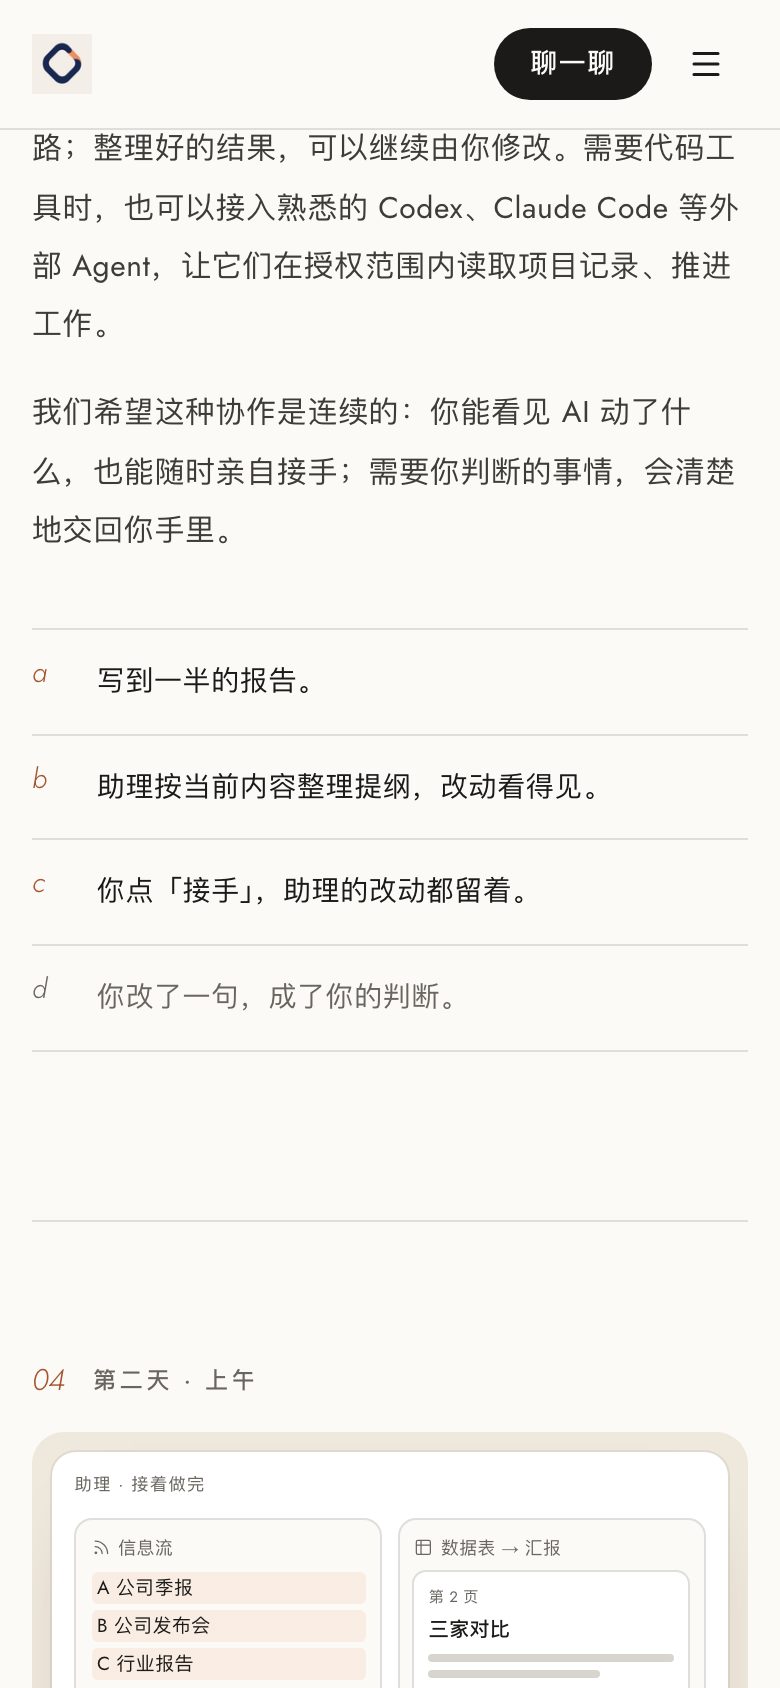 聊一聊
路；整理好的结果，可以继续由你修改。需要代码工
具时，也可以接入熟悉的 Codex、Claude Code 等外
部 Agent，让它们在授权范围内读取项目记录、推进
工作。
我们希望这种协作是连续的：你能看见 AI 动了什
么，也能随时亲自接手；需要你判断的事情，会清楚
地交回你手里。
a 写到一半的报告。
b 助理按当前内容整理提纲，改动看得见。
c 你点「接手」，助理的改动都留着。
d 你改了一句，成了你的判断。
04 第二天 · 上午
助理 · 接着做完
信息流
A 公司季报
B 公司发布会
C 行业报告
数据表 → 汇报
第 2 页
三家对比